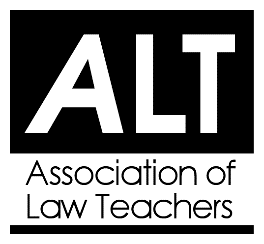 ALT
Association of
Law Teachers